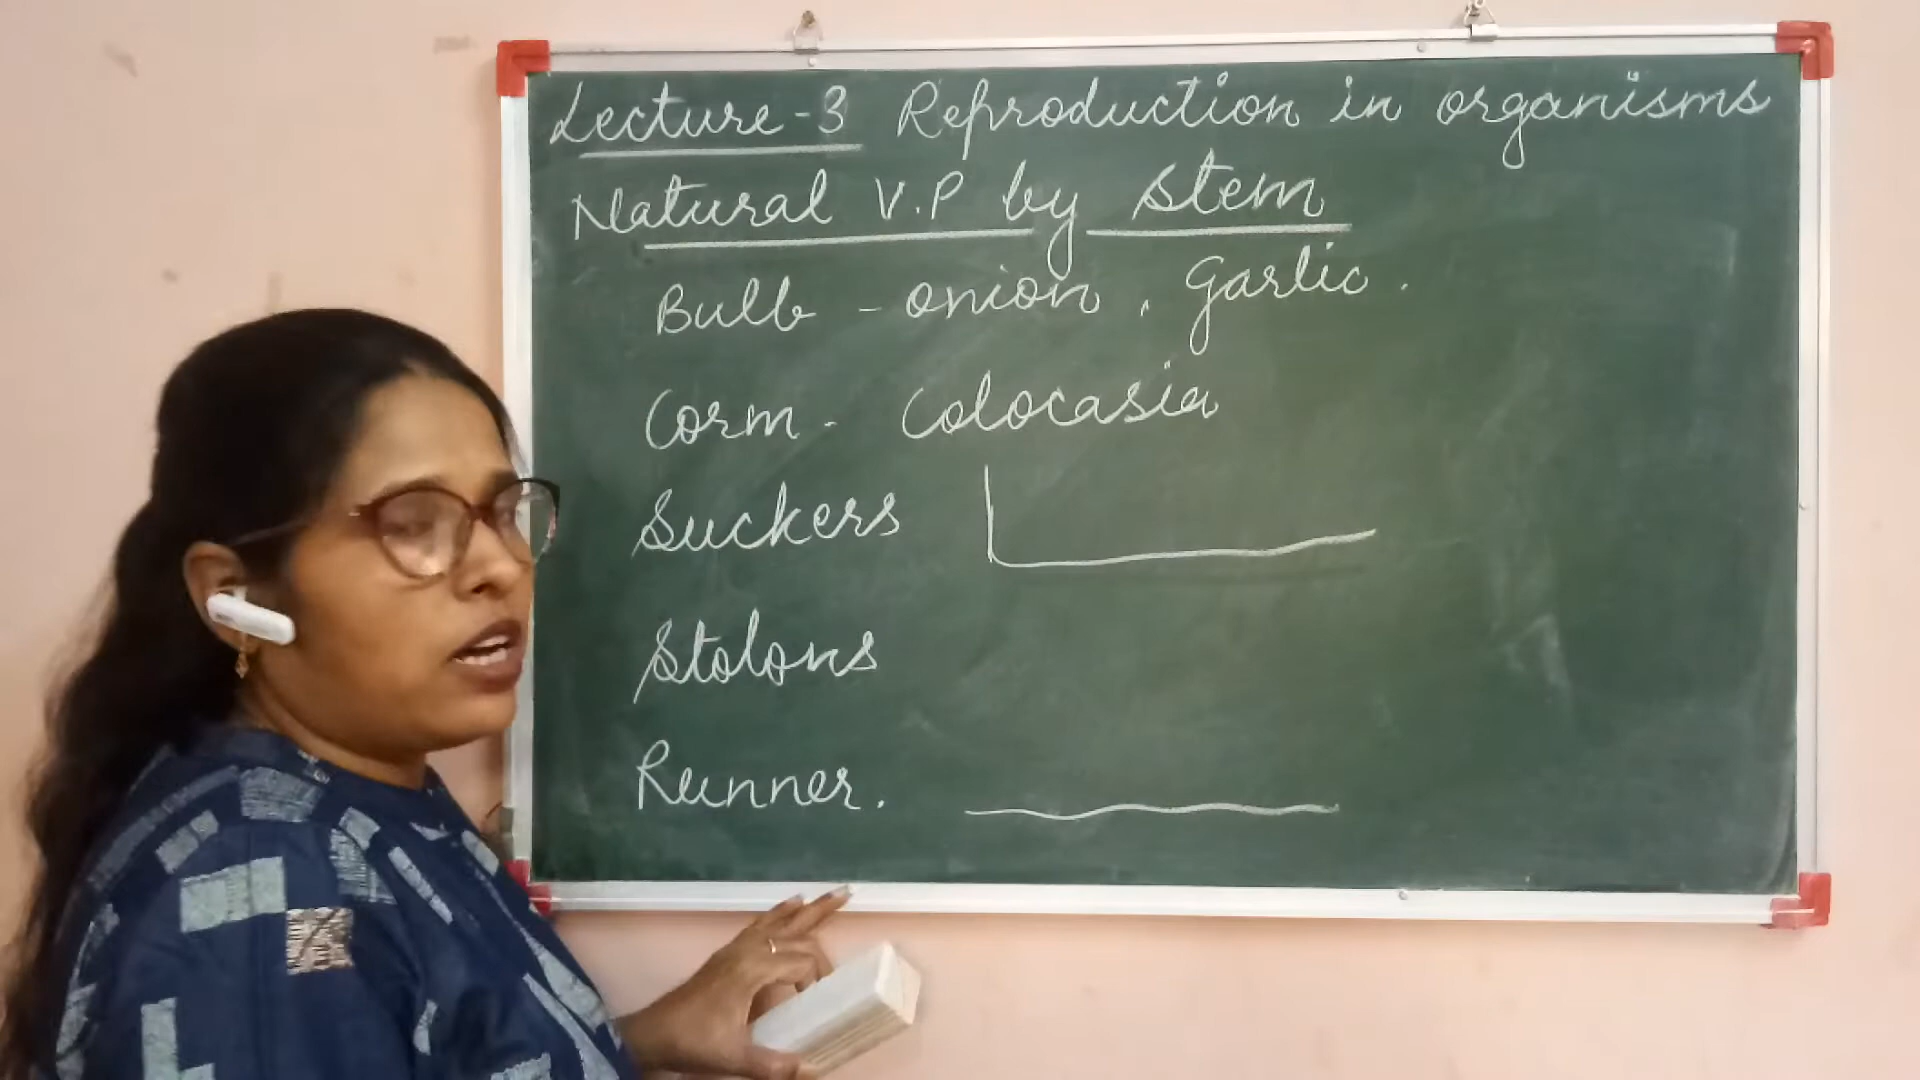 Lecture-3 Reproduction in organisms
Natural V.P by Stem
Bulb - onion, Garlic.
Corm - Colocasia
Suckers
Stolons
Runner.